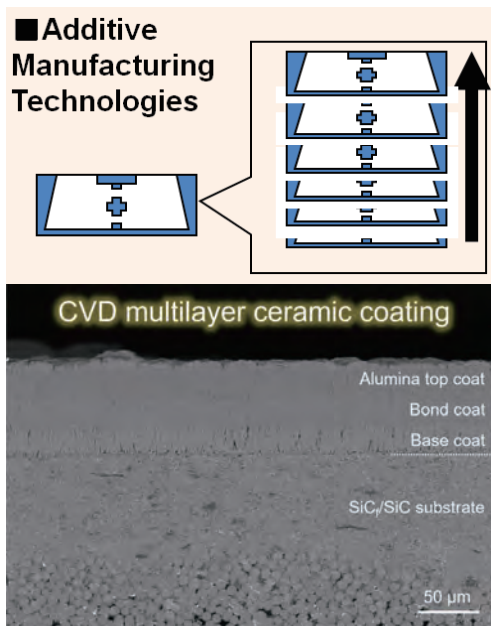 ■Additive
Manufacturing
Technologies
CVD multilayer ceramic coating
Alumina top coat
Bond coat
Base coat
SiCf/SiC substrate
50 μm